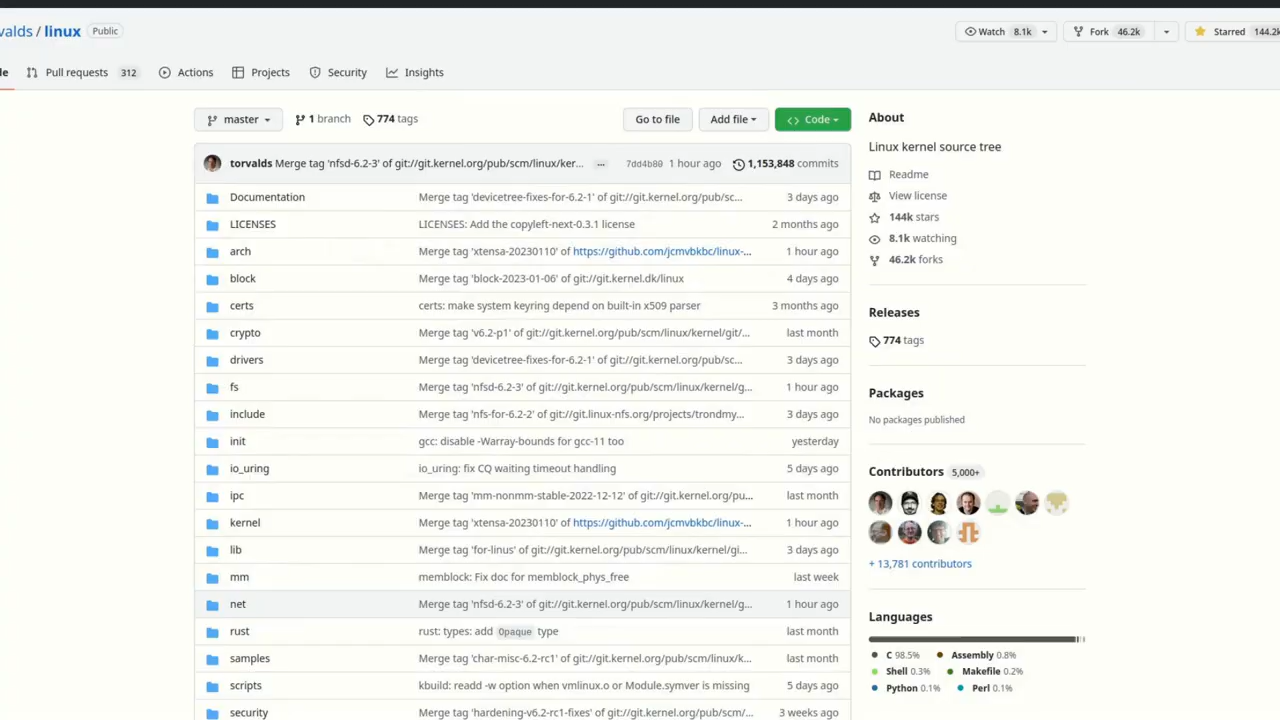 valds / linux Public Watch 8.1k Fork 46.2k Starred 144.2k
de Pull requests 312 Actions Projects Security Insights
master 1 branch 774 tags Go to file Add file Code
torvalds Merge tag 'nfsd-6.2-3' of git://git.kernel.org/pub/scm/linux/ker... ... 7dd4b80 1 hour ago 1,153,848 commits
Documentation Merge tag 'devicetree-fixes-for-6.2-1' of git://git.kernel.org/pub/sc... 3 days ago
LICENSES LICENSES: Add the copyleft-next-0.3.1 license 2 months ago
arch Merge tag 'xtensa-20230110' of https://github.com/jcmvbkbc/linux-... 1 hour ago
block Merge tag 'block-2023-01-06' of git://git.kernel.dk/linux 4 days ago
certs certs: make system keyring depend on built-in x509 parser 3 months ago
crypto Merge tag 'v6.2-p1' of git://git.kernel.org/pub/scm/linux/kernel/git/... last month
drivers Merge tag 'devicetree-fixes-for-6.2-1' of git://git.kernel.org/pub/sc... 3 days ago
fs Merge tag 'nfsd-6.2-3' of git://git.kernel.org/pub/scm/linux/kernel/g... 1 hour ago
include Merge tag 'nfs-for-6.2-2' of git://git.linux-nfs.org/projects/trondmy... 3 days ago
init gcc: disable -Warray-bounds for gcc-11 too yesterday
io_uring io_uring: fix CQ waiting timeout handling 5 days ago
ipc Merge tag 'mm-nonmm-stable-2022-12-12' of git://git.kernel.org/pu... last month
kernel Merge tag 'xtensa-20230110' of https://github.com/jcmvbkbc/linux-... 1 hour ago
lib Merge tag 'for-linus' of git://git.kernel.org/pub/scm/linux/kernel/gi... 3 days ago
mm memblock: Fix doc for memblock_phys_free last week
net Merge tag 'nfsd-6.2-3' of git://git.kernel.org/pub/scm/linux/kernel/g... 1 hour ago
rust rust: types: add Opaque type last month
samples Merge tag 'char-misc-6.2-rc1' of git://git.kernel.org/pub/scm/linux/k... last month
scripts kbuild: readd -w option when vmlinux.o or Module.symver is missing 5 days ago
security Merge tag 'hardening-v6.2-rc1-fixes' of git://git.kernel.org/pub/scm/... 3 weeks ago
About
Linux kernel source tree
Readme
View license
144k stars
8.1k watching
46.2k forks
Releases
774 tags
Packages
No packages published
Contributors 5,000+
+ 13,781 contributors
Languages
C 98.5% Assembly 0.8%
Shell 0.3% Makefile 0.2%
Python 0.1% Perl 0.1%